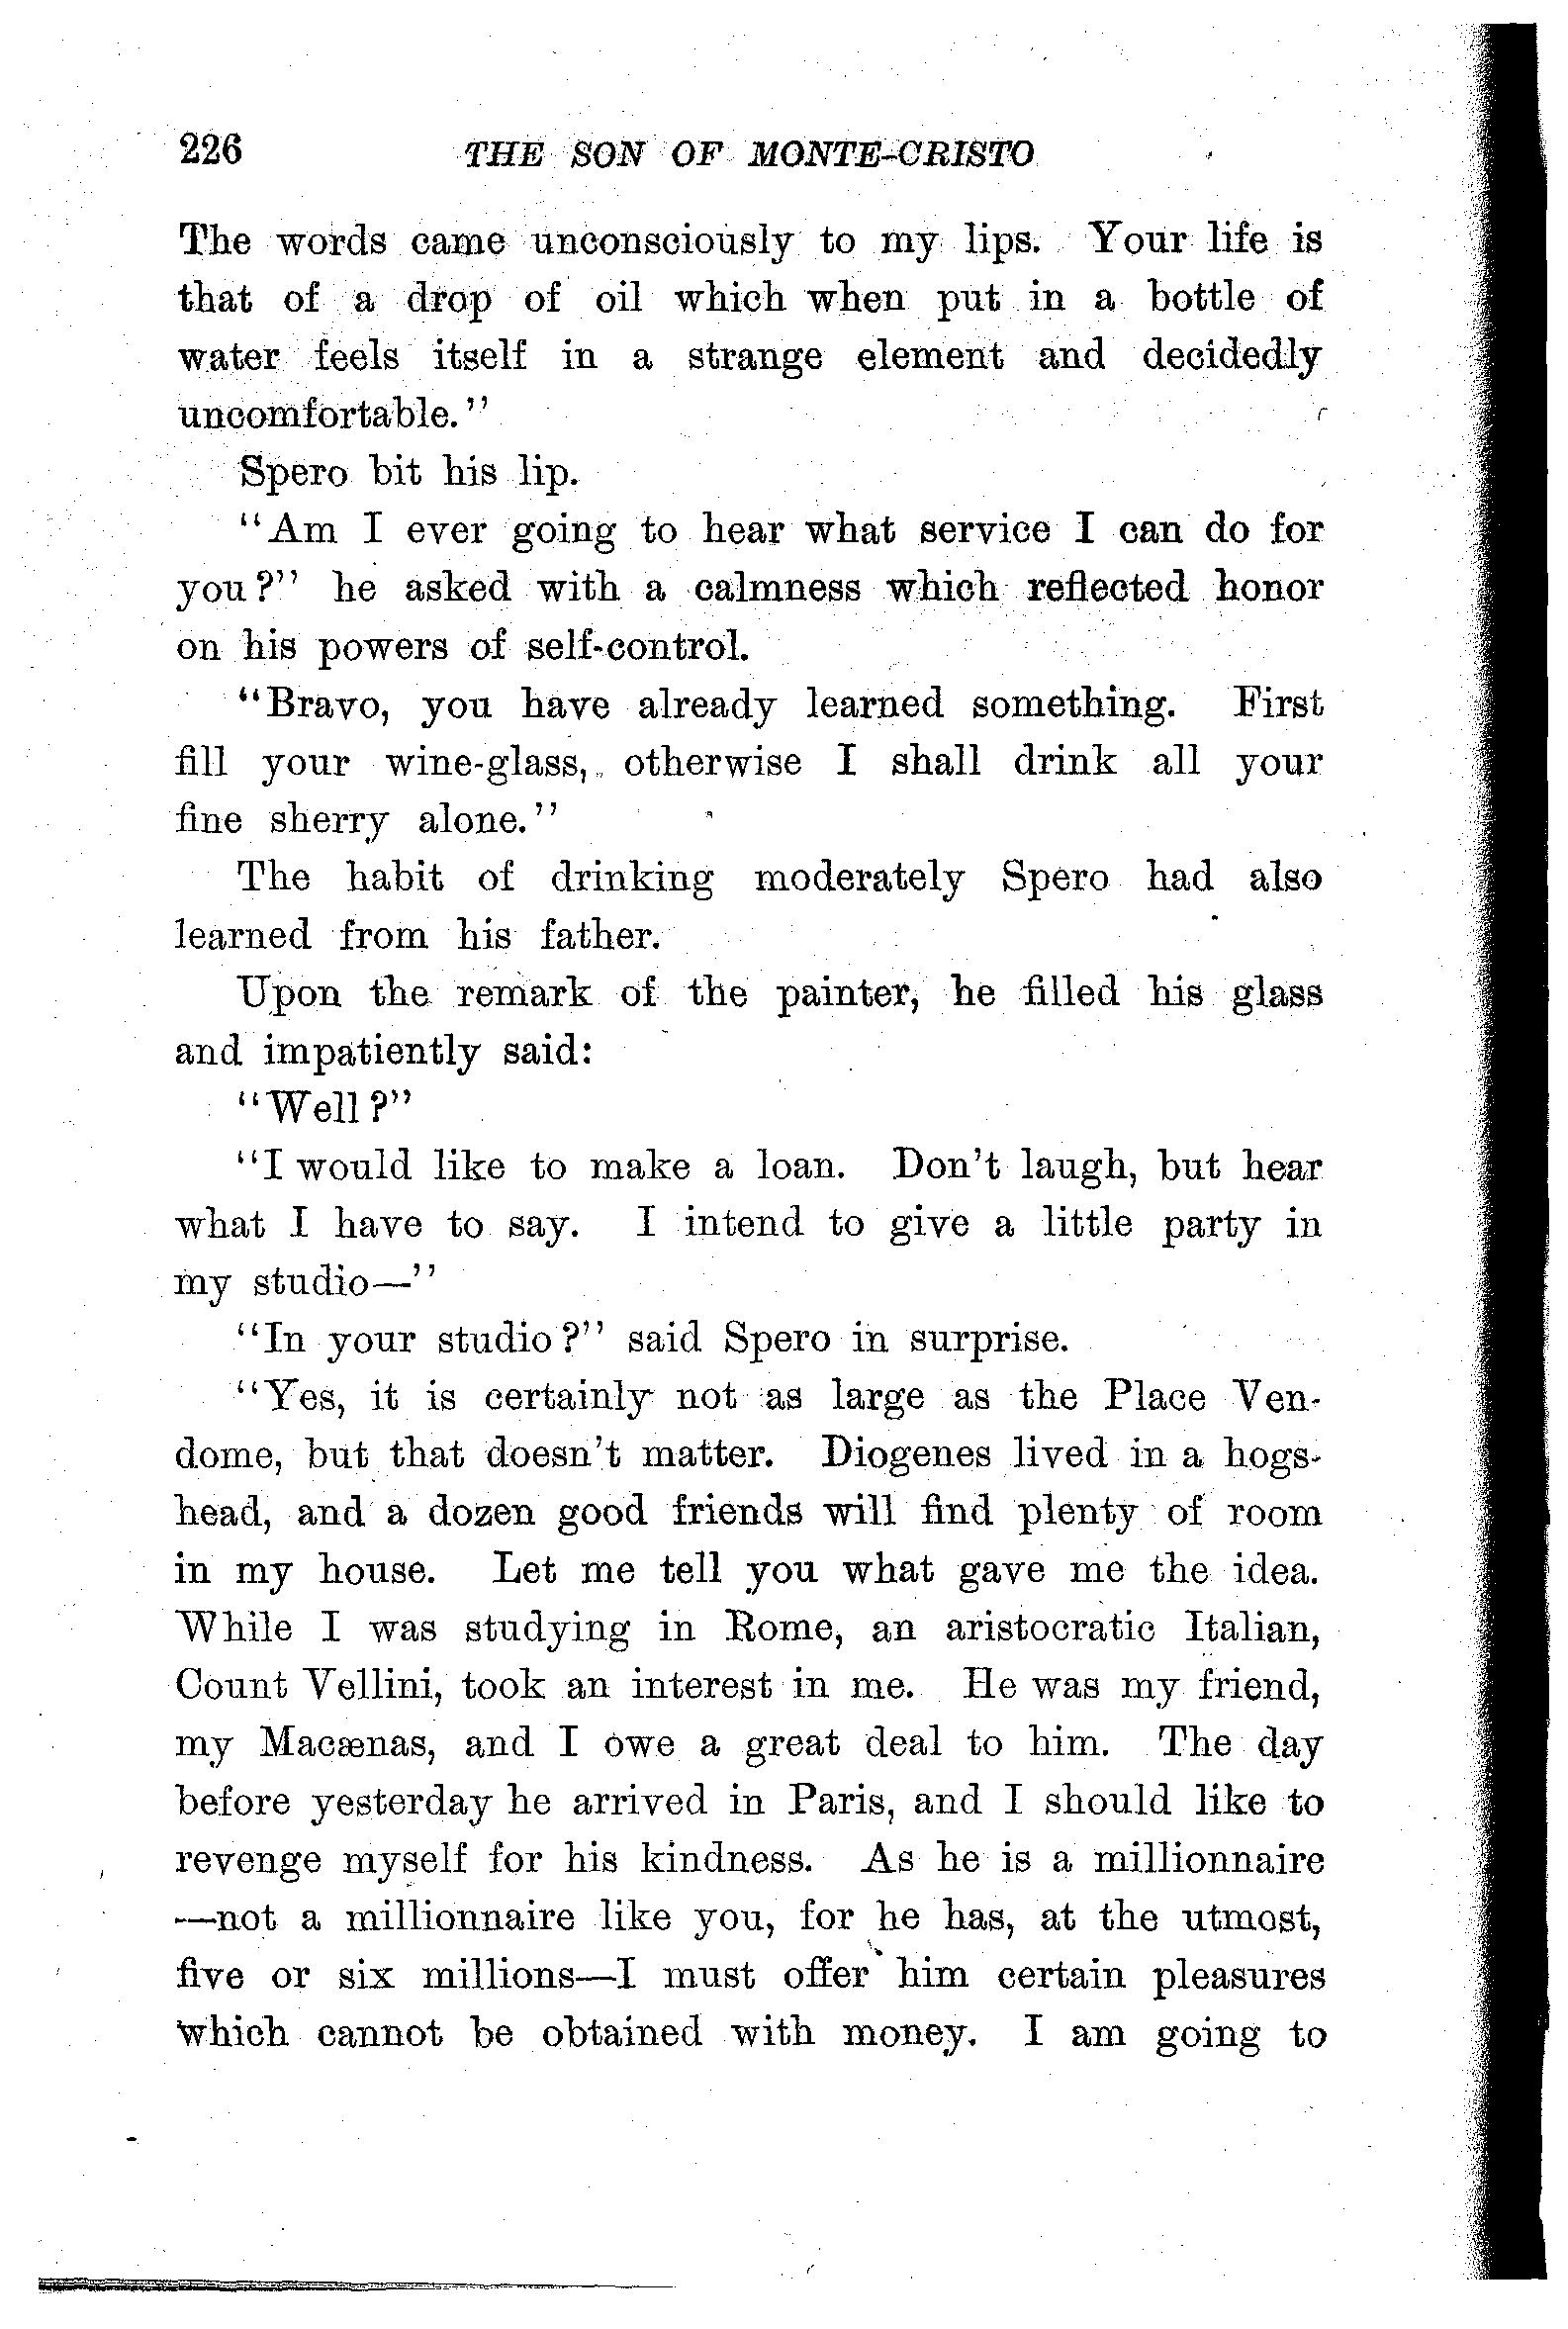 226 THE SON OF MONTE-CRISTO
The words came unconsciously to my lips. Your life is
that of a drop of oil which when put in a bottle of
water feels itself in a strange element and decidedly
uncomfortable."
Spero bit his lip.
"Am I ever going to hear what service I can do for
you?" he asked with a calmness which reflected honor
on his powers of self-control.
"Bravo, you have already learned something. First
fill your wine-glass, otherwise I shall drink all your
fine sherry alone."
The habit of drinking moderately Spero had also
learned from his father.
Upon the remark of the painter, he filled his glass
and impatiently said:
"Well?"
"I would like to make a loan. Don't laugh, but hear
what I have to say. I intend to give a little party in
my studio—"
"In your studio?" said Spero in surprise.
"Yes, it is certainly not as large as the Place Ven-
dome, but that doesn't matter. Diogenes lived in a hogs-
head, and a dozen good friends will find plenty of room
in my house. Let me tell you what gave me the idea.
While I was studying in Rome, an aristocratic Italian,
Count Vellini, took an interest in me. He was my friend,
my Macænas, and I owe a great deal to him. The day
before yesterday he arrived in Paris, and I should like to
revenge myself for his kindness. As he is a millionnaire
—not a millionnaire like you, for he has, at the utmost,
five or six millions—I must offer him certain pleasures
which cannot be obtained with money. I am going to